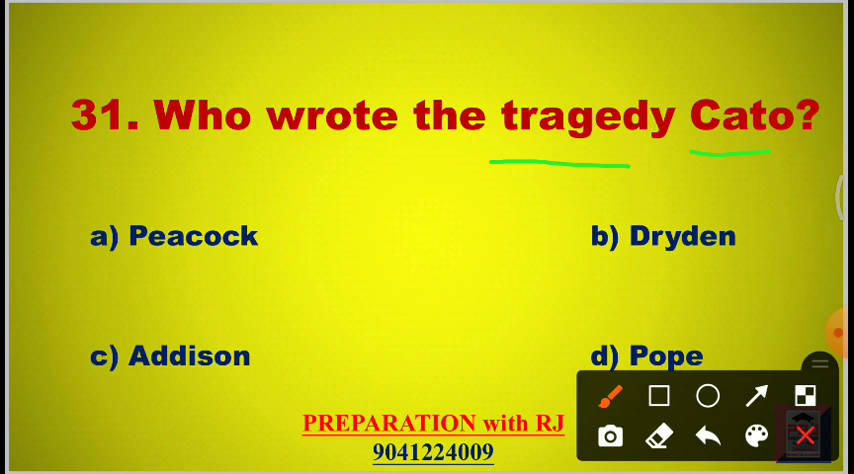 31. Who wrote the tragedy Cato?
a) Peacock
b) Dryden
c) Addison
d) Pope
PREPARATION with RJ
9041224009